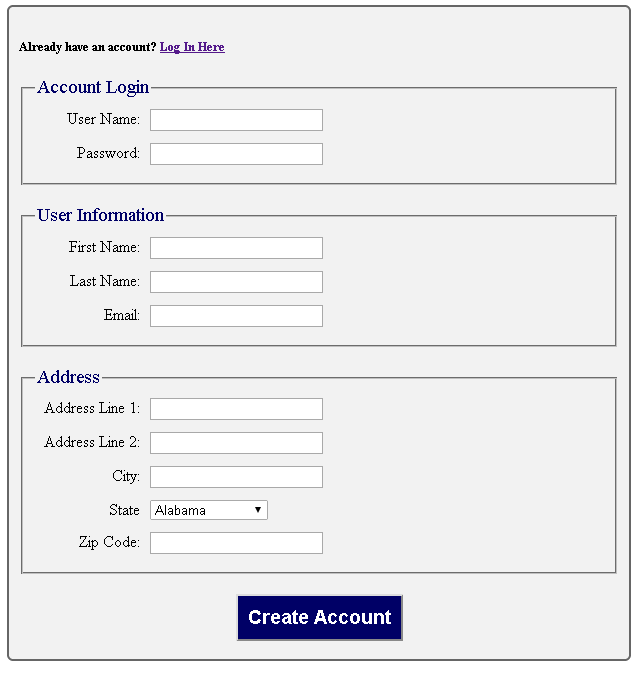 Already have an account? Log In Here
Account Login
User Name:
Password:
User Information
First Name:
Last Name:
Email:
Address
Address Line 1:
Address Line 2:
City:
State Alabama
Zip Code:
Create Account